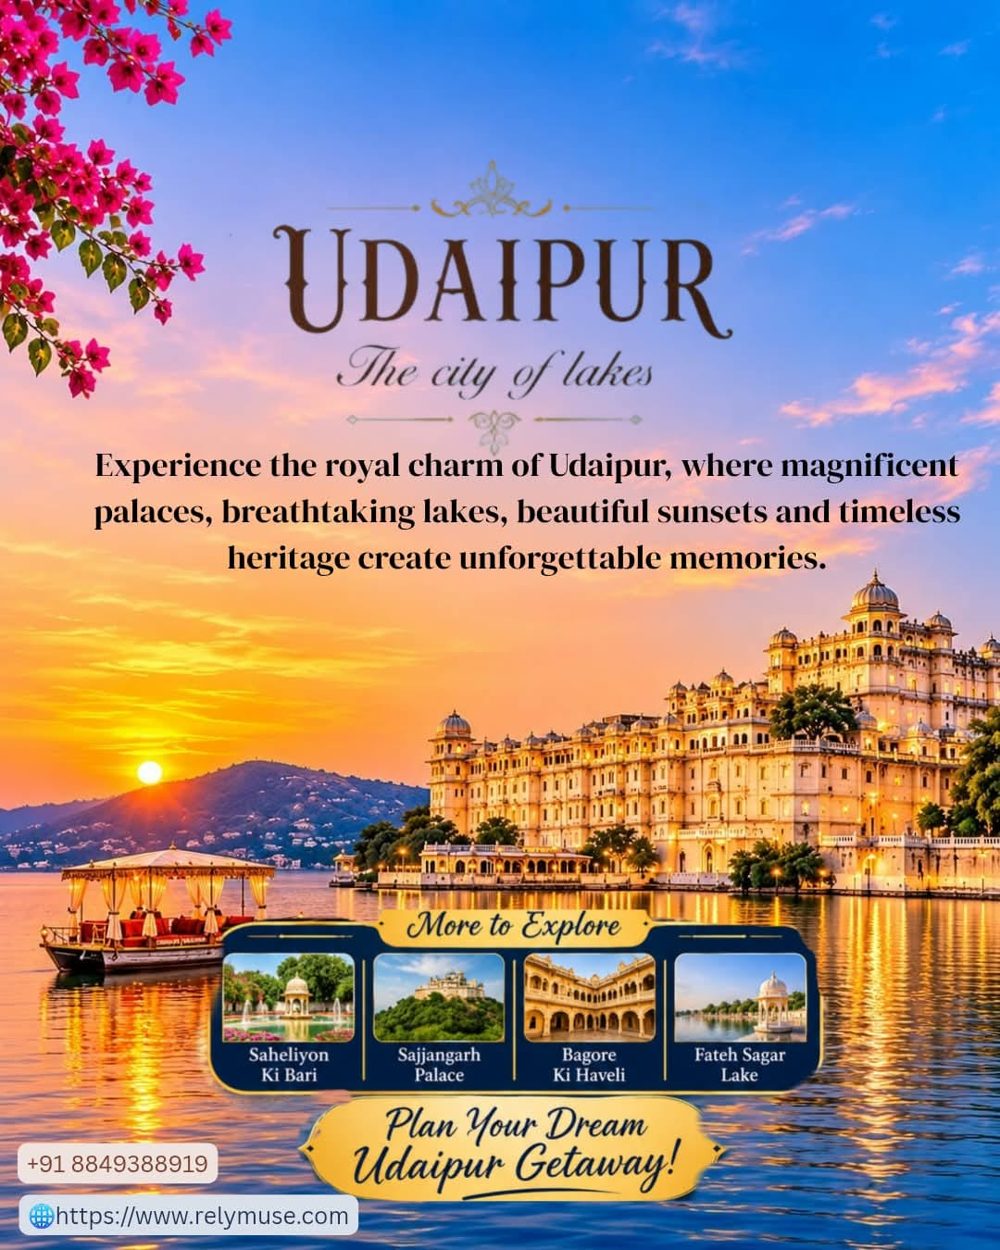 UDAIPUR
The city of lakes
Experience the royal charm of Udaipur, where magnificent
palaces, breathtaking lakes, beautiful sunsets and timeless
heritage create unforgettable memories.
More to Explore
Saheliyon
Ki Bari
Sajjangarh
Palace
Bagore
Ki Haveli
Fateh Sagar
Lake
Plan Your Dream
Udaipur Getaway!
+91 8849388919
https://www.relymuse.com